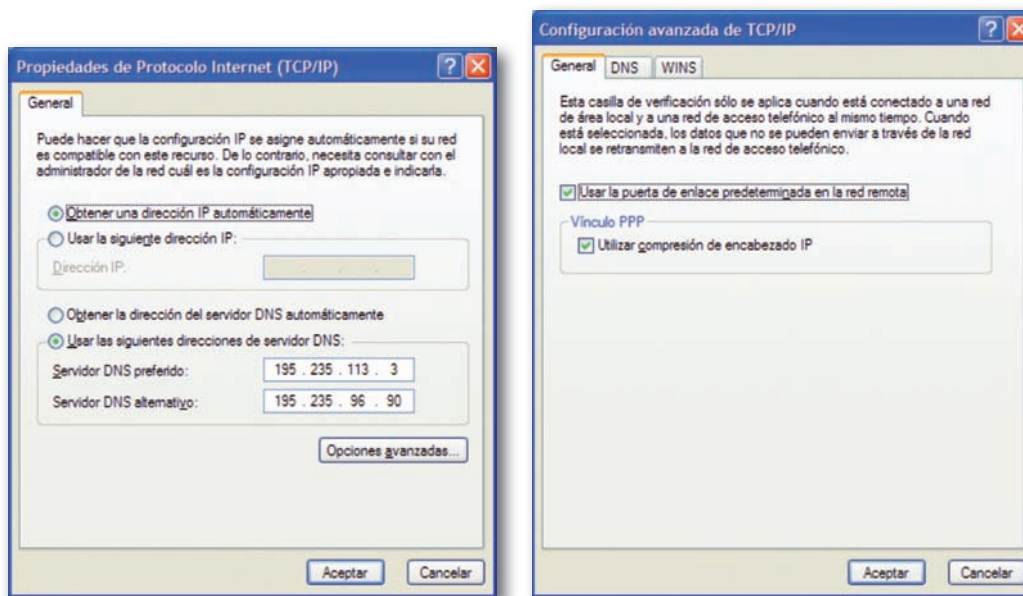 Propiedades de Protocolo Internet (TCP/IP)
General
Puede hacer que la configuración IP se asigne automáticamente si su red
es compatible con este recurso. De lo contrario, necesita consultar con el
administrador de la red cuál es la configuración IP apropiada e indicarla.
Obtener una dirección IP automáticamente
Usar la siguiente dirección IP:
Dirección IP:
Obtener la dirección del servidor DNS automáticamente
Usar las siguientes direcciones de servidor DNS:
Servidor DNS preferido: 195 . 235 . 113 . 3
Servidor DNS alternativo: 195 . 235 . 96 . 90
Opciones avanzadas...
Aceptar Cancelar
Configuración avanzada de TCP/IP
General DNS WINS
Esta casilla de verificación sólo se aplica cuando está conectado a una red
de área local y a una red de acceso telefónico al mismo tiempo. Cuando
está seleccionada, los datos que no se pueden enviar a través de la red
local se retransmiten a la red de acceso telefónico.
Usar la puerta de enlace predeterminada en la red remota
Vínculo PPP
Utilizar compresión de encabezado IP
Aceptar Cancelar